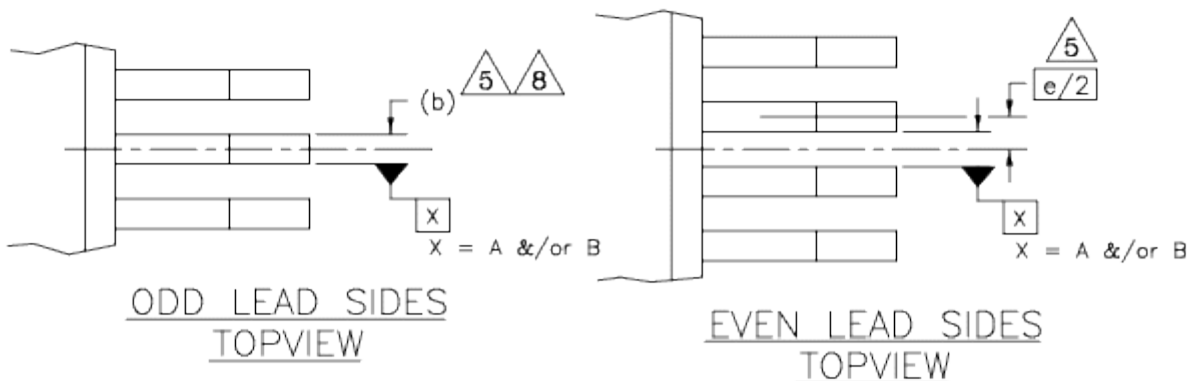 (b) 5 8
X
X = A &/or B
ODD LEAD SIDES
TOPVIEW
5
e/2
X
X = A &/or B
EVEN LEAD SIDES
TOPVIEW